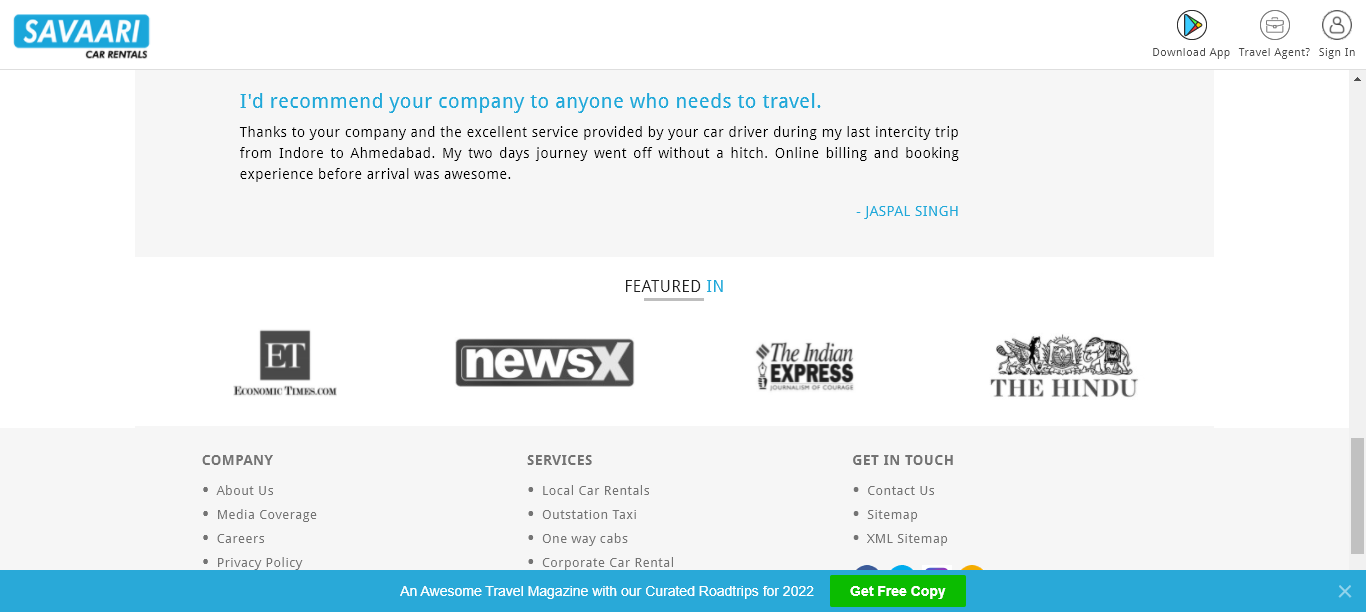 SAVAARI
CAR RENTALS
Download App
Travel Agent?
Sign In
I'd recommend your company to anyone who needs to travel.
Thanks to your company and the excellent service provided by your car driver during my last intercity trip
from Indore to Ahmedabad. My two days journey went off without a hitch. Online billing and booking
experience before arrival was awesome.
- JASPAL SINGH
FEATURED IN
ET
ECONOMIC TIMES.COM
newsX
The Indian
EXPRESS
JOURNALISM OF COURAGE
THE HINDU
COMPANY
About Us
Media Coverage
Careers
Privacy Policy
SERVICES
Local Car Rentals
Outstation Taxi
One way cabs
Corporate Car Rental
GET IN TOUCH
Contact Us
Sitemap
XML Sitemap
An Awesome Travel Magazine with our Curated Roadtrips for 2022
Get Free Copy